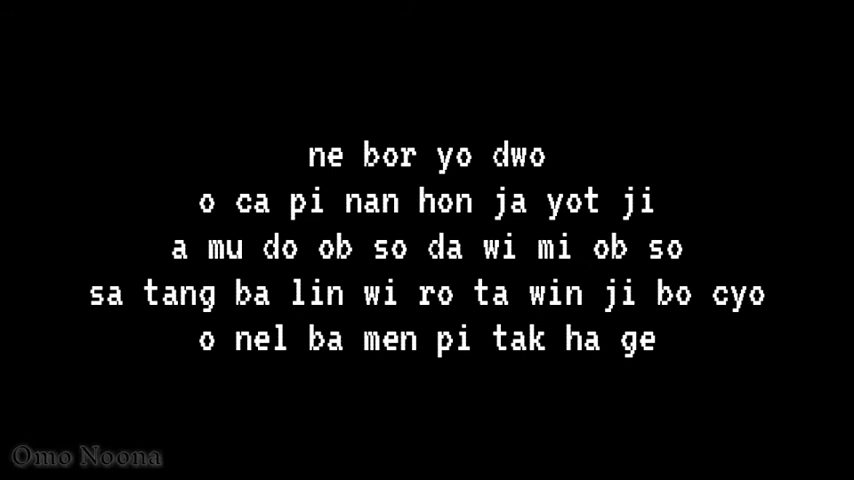 ne bor yo dwo
o ca pi nan hon ja yot ji
a mu do ob so da wi mi ob so
sa tang ba lin wi ro ta win ji bo cyo
o nel ba men pi tak ha ge
Omo Noona